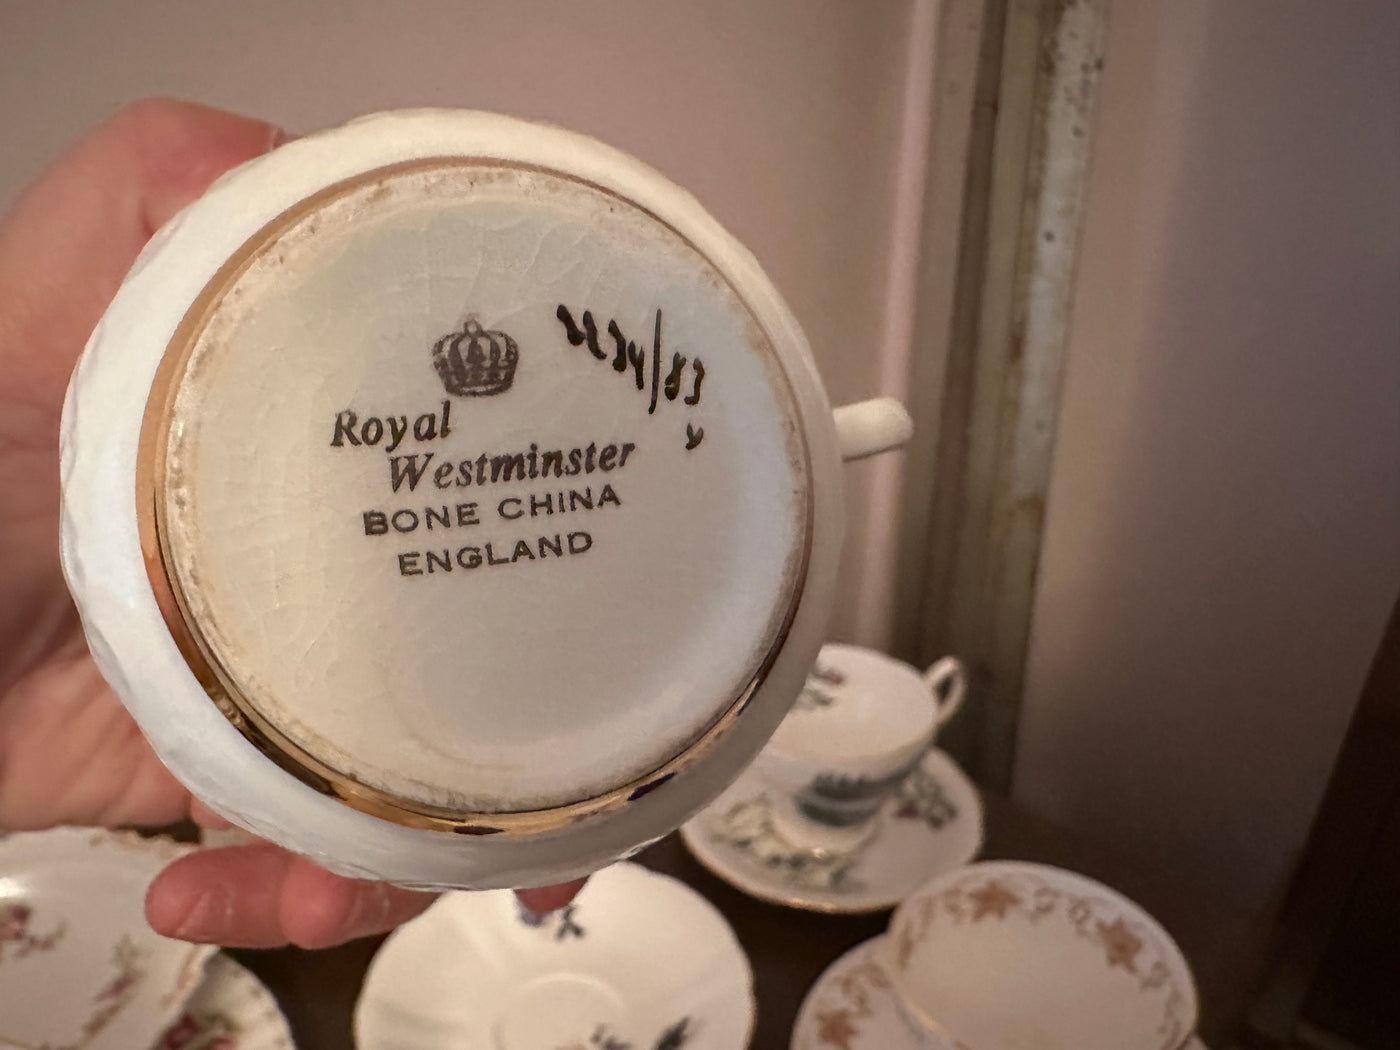 Royal
Westminster
BONE CHINA
ENGLAND